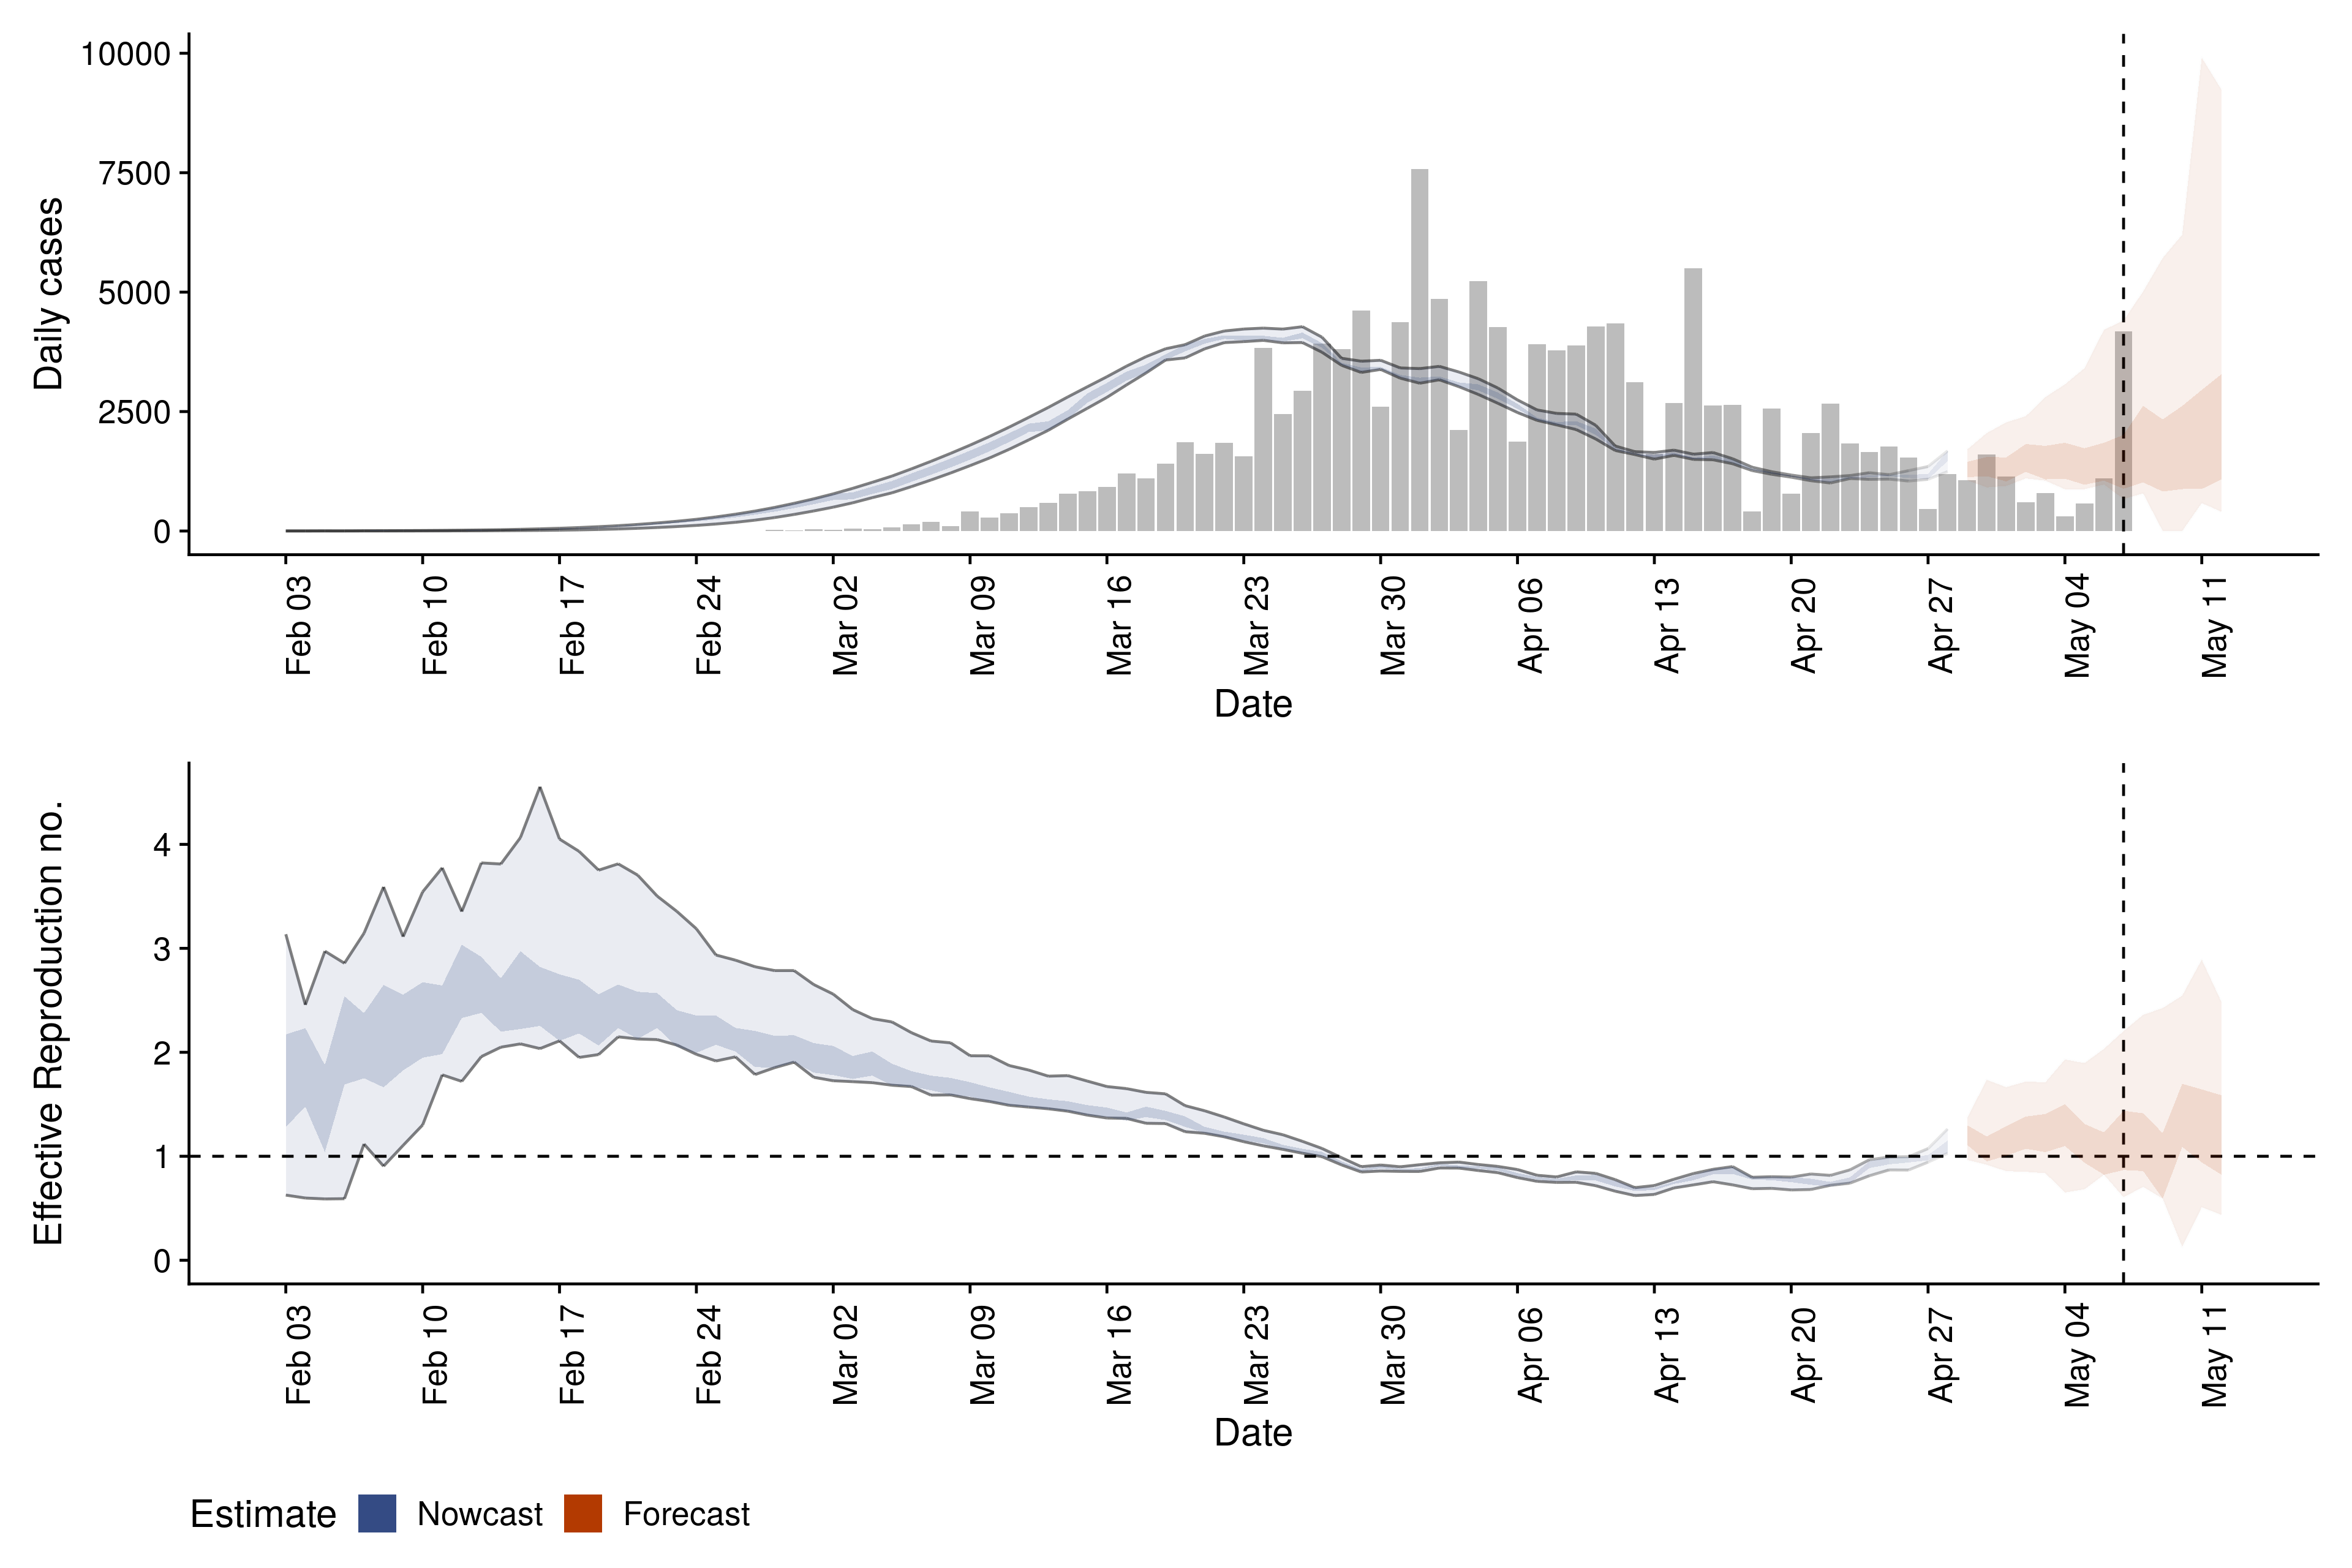 Daily cases
10000
7500
5000
2500
0
Feb 03
Feb 10
Feb 17
Feb 24
Mar 02
Mar 09
Mar 16
Mar 23
Mar 30
Apr 06
Apr 13
Apr 20
Apr 27
May 04
May 11
Date
Effective Reproduction no.
4
3
2
1
0
Feb 03
Feb 10
Feb 17
Feb 24
Mar 02
Mar 09
Mar 16
Mar 23
Mar 30
Apr 06
Apr 13
Apr 20
Apr 27
May 04
May 11
Date
Estimate Nowcast Forecast